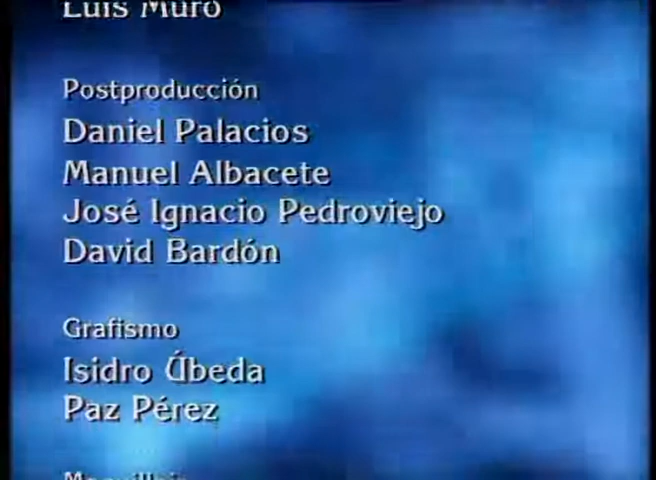 Luis Muro
Postproducción
Daniel Palacios
Manuel Albacete
José Ignacio Pedroviejo
David Bardón
Grafismo
Isidro Úbeda
Paz Pérez